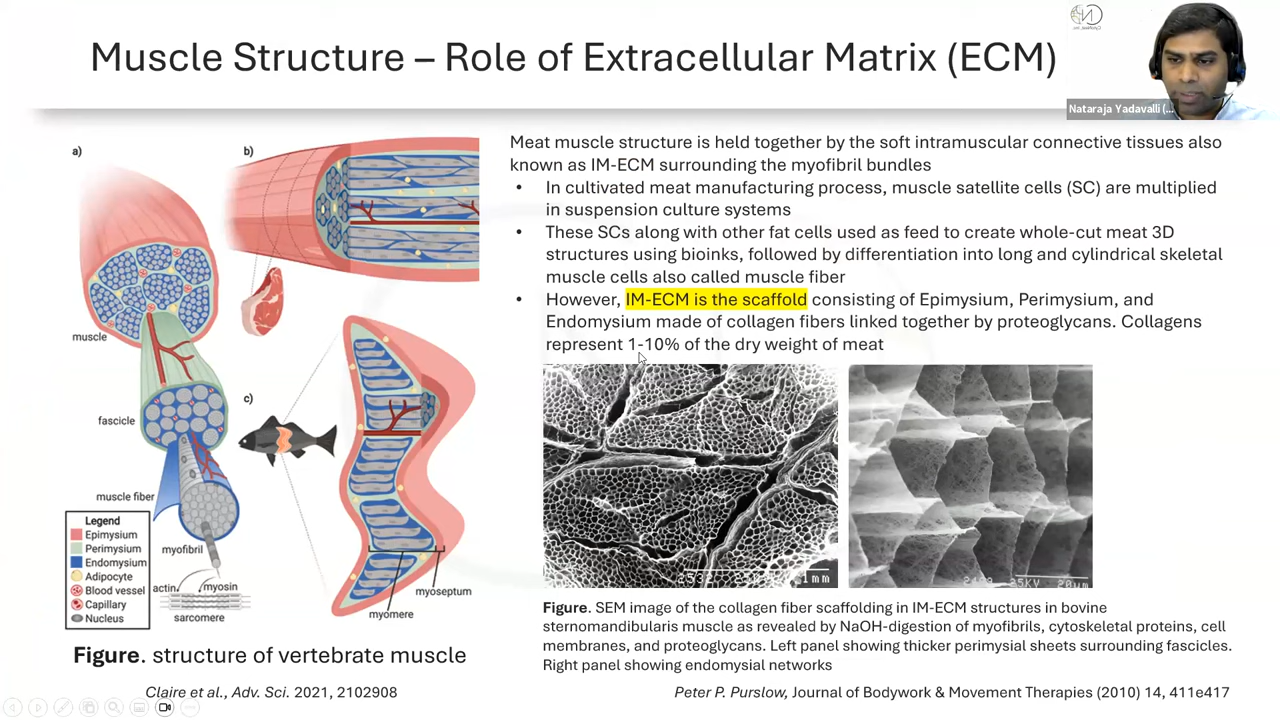 Muscle Structure – Role of Extracellular Matrix (ECM)
Nataraja Yadavalli (...
a)
muscle
fascicle
muscle fiber
myofibril
actin
myosin
sarcomere
Legend
Epimysium
Perimysium
Endomysium
Adipocyte
Blood vessel
Capillary
Nucleus
b)
c)
myoseptum
myomere
Figure. structure of vertebrate muscle
Claire et al., Adv. Sci. 2021, 2102908
Meat muscle structure is held together by the soft intramuscular connective tissues also
known as IM-ECM surrounding the myofibril bundles
• In cultivated meat manufacturing process, muscle satellite cells (SC) are multiplied
in suspension culture systems
• These SCs along with other fat cells used as feed to create whole-cut meat 3D
structures using bioinks, followed by differentiation into long and cylindrical skeletal
muscle cells also called muscle fiber
• However, IM-ECM is the scaffold consisting of Epimysium, Perimysium, and
Endomysium made of collagen fibers linked together by proteoglycans. Collagens
represent 1-10% of the dry weight of meat
1mm
25KV 20μm
Figure. SEM image of the collagen fiber scaffolding in IM-ECM structures in bovine
sternomandibularis muscle as revealed by NaOH-digestion of myofibrils, cytoskeletal proteins, cell
membranes, and proteoglycans. Left panel showing thicker perimysial sheets surrounding fascicles.
Right panel showing endomysial networks
Peter P. Purslow, Journal of Bodywork & Movement Therapies (2010) 14, 411e417